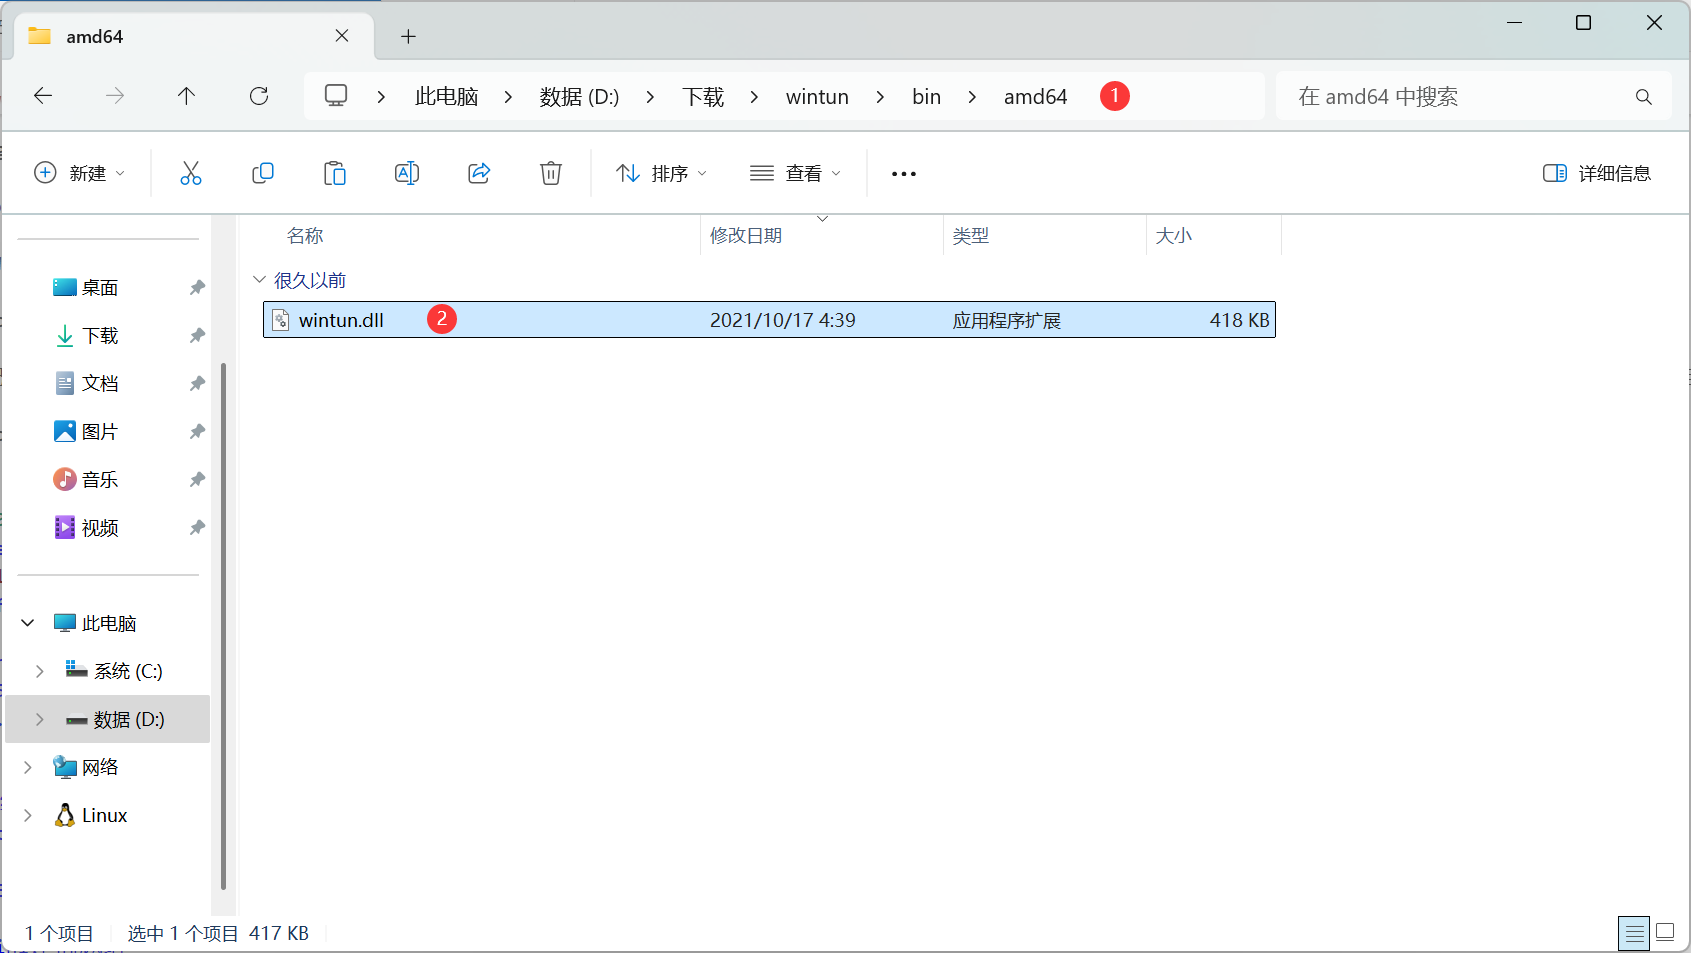 amd64
此电脑 数据 (D:) 下载 wintun bin amd64 1 在 amd64 中搜索
新建 排序 查看 详细信息
名称 修改日期 类型 大小
很久以前
wintun.dll 2 2021/10/17 4:39 应用程序扩展 418 KB
桌面
下载
文档
图片
音乐
视频
此电脑
系统 (C:)
数据 (D:)
网络
Linux
1 个项目 选中 1 个项目 417 KB